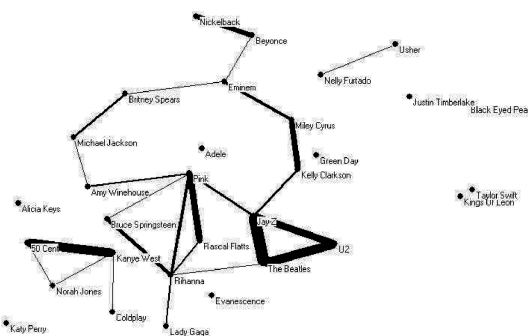 Nickelback
Beyonce
Usher
Nelly Furtado
Eminem
Britney Spears
Justin Timberlake
Black Eyed Pea
Miley Cyrus
Michael Jackson
Adele
Green Day
Kelly Clarkson
Pink
Amy Winehouse
Taylor Swift
Kings Of Leon
Alicia Keys
Bruce Springsteen
Jay-Z
Rascal Flatts
U2
50 Cent
Kanye West
The Beatles
Rihanna
Norah Jones
Evanescence
Coldplay
Katy Perry
Lady Gaga